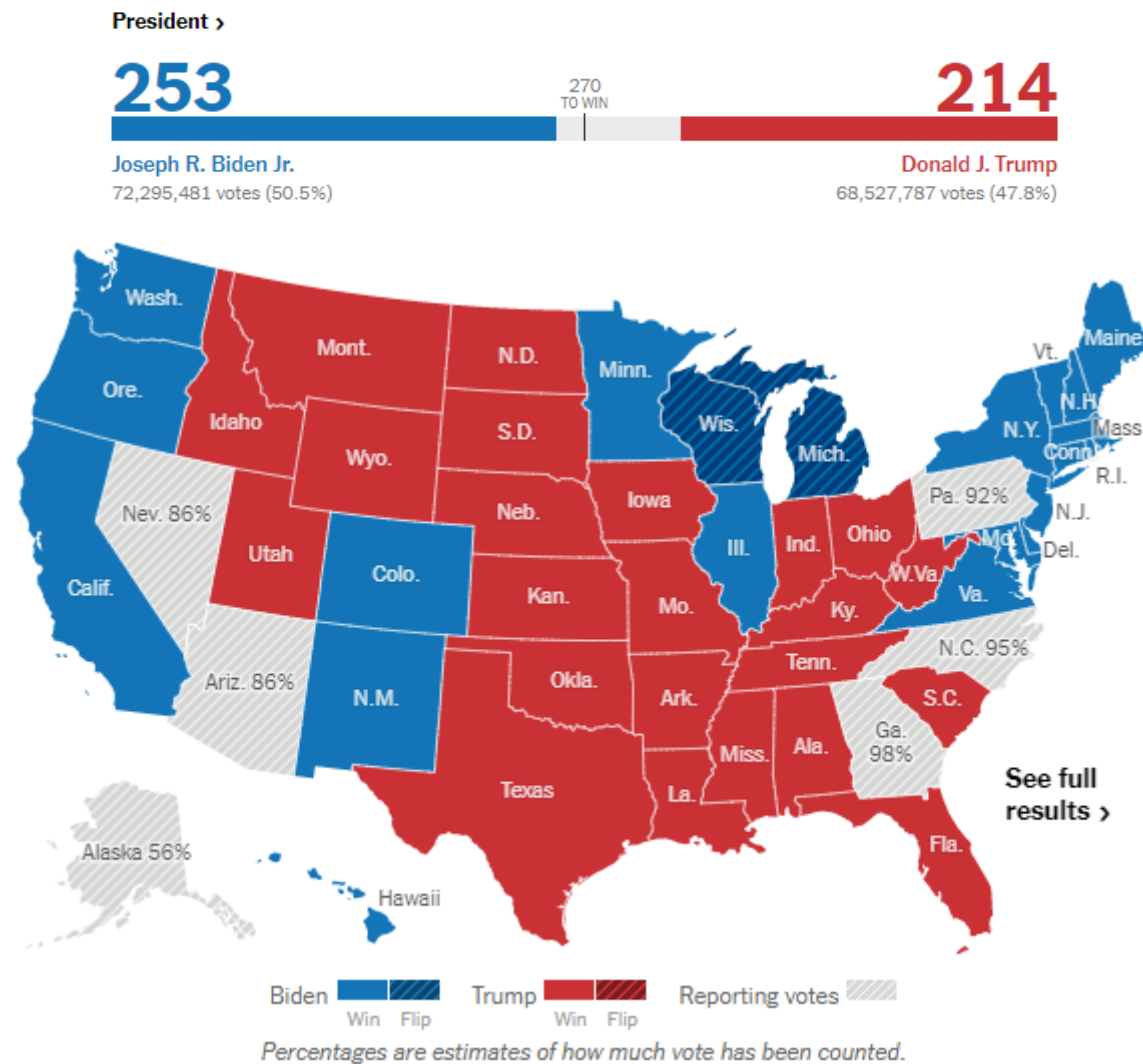 President ›
253
270
TO WIN
214
Joseph R. Biden Jr.
Donald J. Trump
72,295,481 votes (50.5%)
68,527,787 votes (47.8%)
Wash.
Ore.
Calif.
Nev. 86%
Idaho
Mont.
Wyo.
Utah
Ariz. 86%
Colo.
N.M.
N.D.
S.D.
Neb.
Kan.
Okla.
Texas
Minn.
Iowa
Mo.
Ark.
La.
Wis.
Ill.
Mich.
Ind.
Ohio
Ky.
Tenn.
Miss.
Ala.
Ga.
98%
Fla.
S.C.
N.C. 95%
Va.
W.Va.
Md.
Del.
Pa. 92%
N.J.
N.Y.
Conn.
R.I.
Mass
Vt.
N.H.
Maine
Alaska 56%
Hawaii
See full
results ›
Biden
Win
Flip
Trump
Win
Flip
Reporting votes
Percentages are estimates of how much vote has been counted.